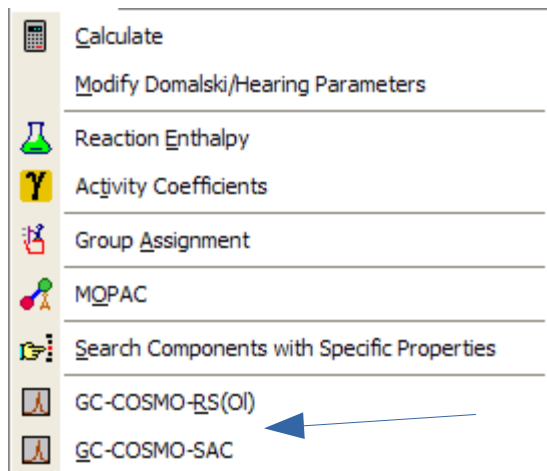 Calculate
Modify Domalski/Hearing Parameters
Reaction Enthalpy
γ Activity Coefficients
Group Assignment
MOPAC
Search Components with Specific Properties
GC-COSMO-RS(Ol)
GC-COSMO-SAC